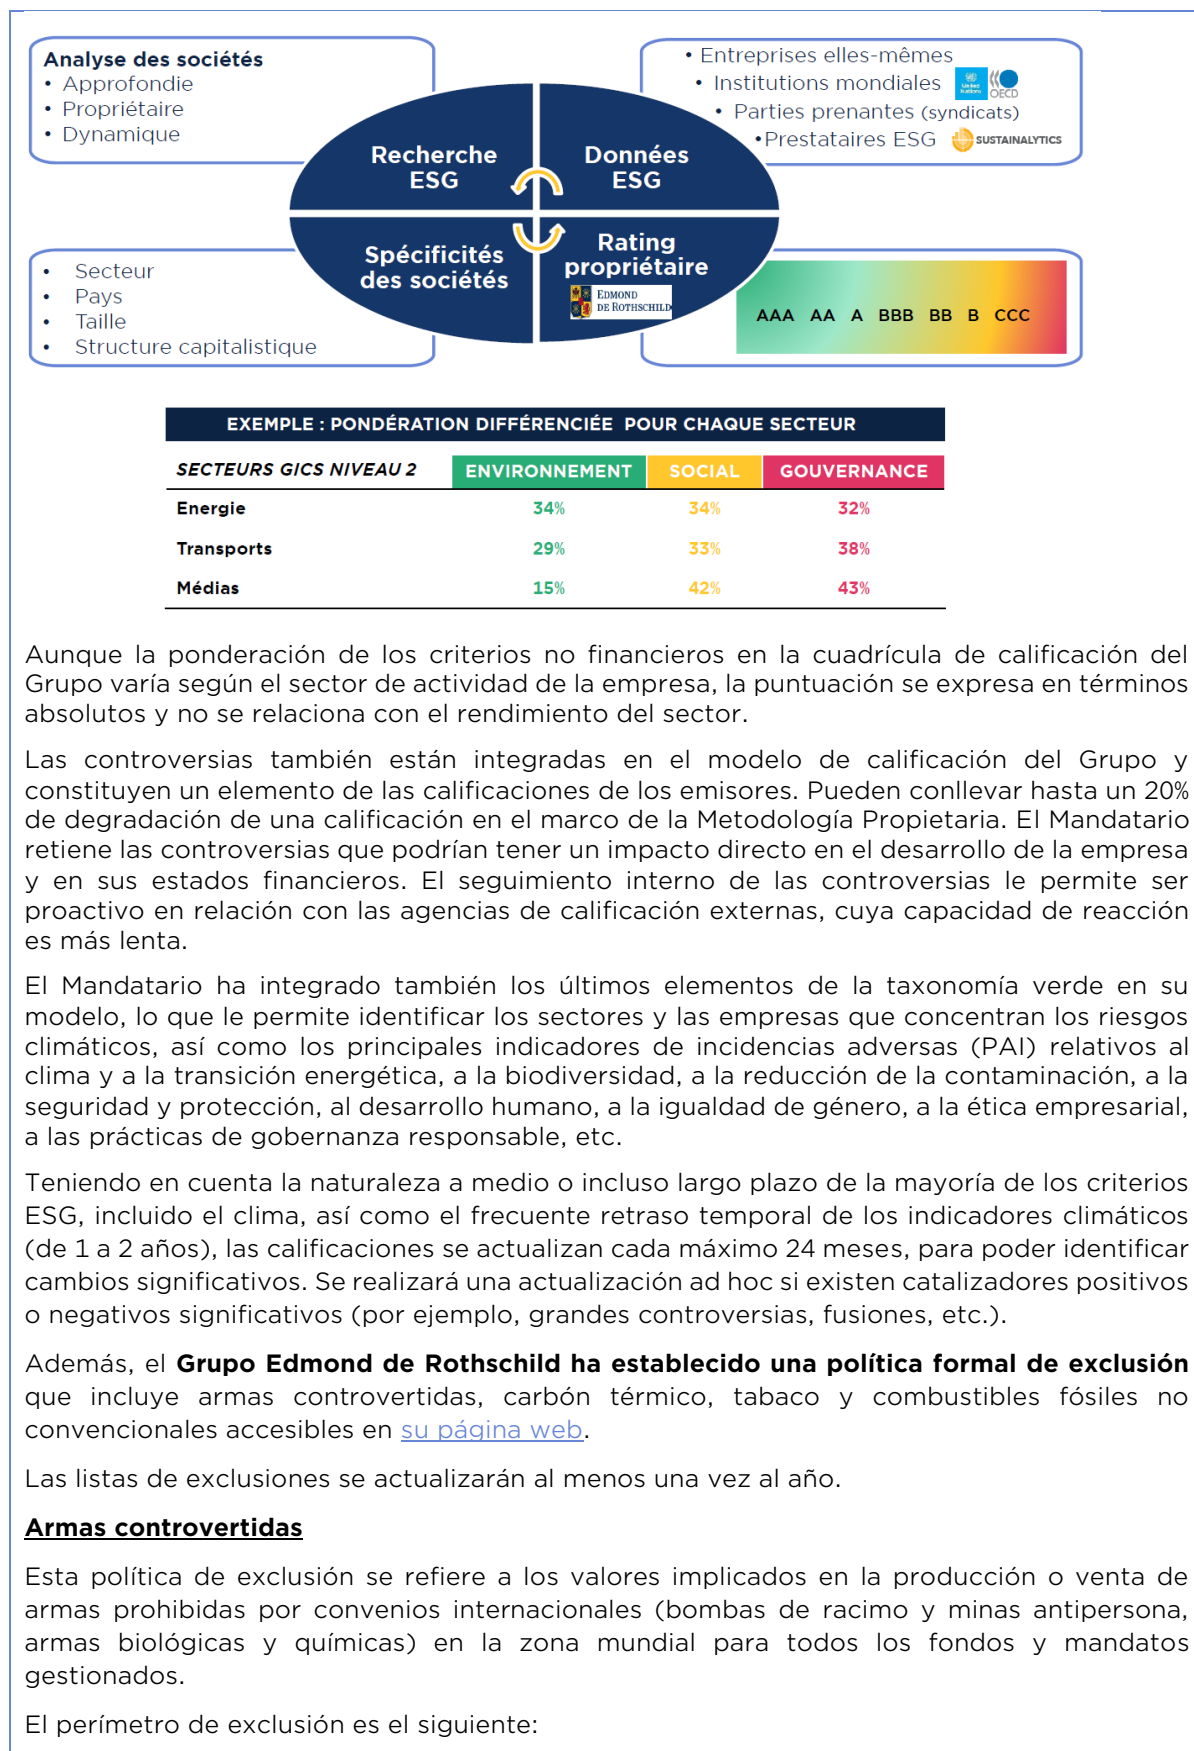 Analyse des sociétés
• Approfondie
• Propriétaire
• Dynamique
• Entreprises elles-mêmes
• Institutions mondiales
United Nations
OECD
• Parties prenantes (syndicats)
•Prestataires ESG
SUSTAINALYTICS
Recherche
ESG
Données
ESG
Spécificités
des sociétés
Rating
propriétaire
EDMOND
DE ROTHSCHILD
• Secteur
• Pays
• Taille
• Structure capitalistique
AAA AA A BBB BB B CCC
EXEMPLE : PONDÉRATION DIFFÉRENCIÉE POUR CHAQUE SECTEUR
SECTEURS GICS NIVEAU 2 ENVIRONNEMENT SOCIAL GOUVERNANCE
Energie 34% 34% 32%
Transports 29% 33% 38%
Médias 15% 42% 43%
Aunque la ponderación de los criterios no financieros en la cuadrícula de calificación del
Grupo varía según el sector de actividad de la empresa, la puntuación se expresa en términos
absolutos y no se relaciona con el rendimiento del sector.
Las controversias también están integradas en el modelo de calificación del Grupo y
constituyen un elemento de las calificaciones de los emisores. Pueden conllevar hasta un 20%
de degradación de una calificación en el marco de la Metodología Propietaria. El Mandatario
retiene las controversias que podrían tener un impacto directo en el desarrollo de la empresa
y en sus estados financieros. El seguimiento interno de las controversias le permite ser
proactivo en relación con las agencias de calificación externas, cuya capacidad de reacción
es más lenta.
El Mandatario ha integrado también los últimos elementos de la taxonomía verde en su
modelo, lo que le permite identificar los sectores y las empresas que concentran los riesgos
climáticos, así como los principales indicadores de incidencias adversas (PAI) relativos al
clima y a la transición energética, a la biodiversidad, a la reducción de la contaminación, a la
seguridad y protección, al desarrollo humano, a la igualdad de género, a la ética empresarial,
a las prácticas de gobernanza responsable, etc.
Teniendo en cuenta la naturaleza a medio o incluso largo plazo de la mayoría de los criterios
ESG, incluido el clima, así como el frecuente retraso temporal de los indicadores climáticos
(de 1 a 2 años), las calificaciones se actualizan cada máximo 24 meses, para poder identificar
cambios significativos. Se realizará una actualización ad hoc si existen catalizadores positivos
o negativos significativos (por ejemplo, grandes controversias, fusiones, etc.).
Además, el Grupo Edmond de Rothschild ha establecido una política formal de exclusión
que incluye armas controvertidas, carbón térmico, tabaco y combustibles fósiles no
convencionales accesibles en su página web.
Las listas de exclusiones se actualizarán al menos una vez al año.
Armas controvertidas
Esta política de exclusión se refiere a los valores implicados en la producción o venta de
armas prohibidas por convenios internacionales (bombas de racimo y minas antipersona,
armas biológicas y químicas) en la zona mundial para todos los fondos y mandatos
gestionados.
El perímetro de exclusión es el siguiente: